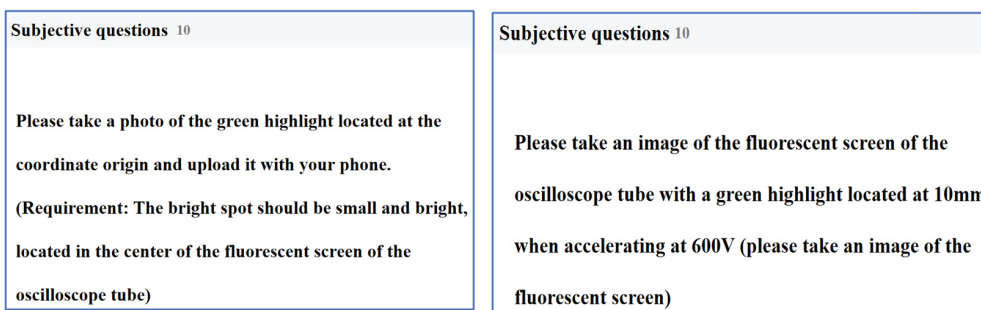 Subjective questions 10
Please take a photo of the green highlight located at the
coordinate origin and upload it with your phone.
(Requirement: The bright spot should be small and bright,
located in the center of the fluorescent screen of the
oscilloscope tube)
Subjective questions 10
Please take an image of the fluorescent screen of the
oscilloscope tube with a green highlight located at 10mm
when accelerating at 600V (please take an image of the
fluorescent screen)